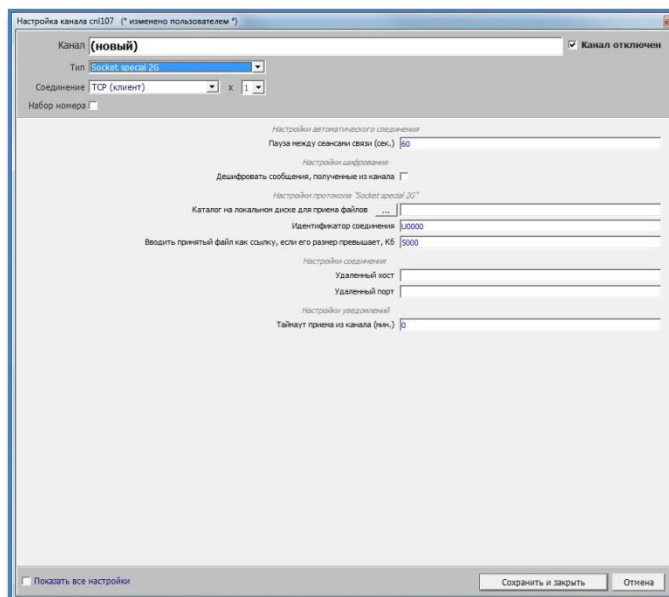 Настройка канала cnl107 (* изменено пользователем *)
Канал (новый) Канал отключен
Тип Socket special 2G
Соединение TCP (клиент) x 1
Набор номера
Настройки автоматического соединения
Пауза между сеансами связи (сек.) 60
Настройки шифрования
Дешифровать сообщения, полученные из канала
Настройки протокола "Socket special 2G"
Каталог на локальном диске для приема файлов ...
Идентификатор соединения U0000
Вводить принятый файл как ссылку, если его размер превышает, Кб 5000
Настройки соединения
Удаленный хост
Удаленный порт
Настройки уведомлений
Таймаут приема из канала (мин.) 0
Показать все настройки Сохранить и закрыть Отмена